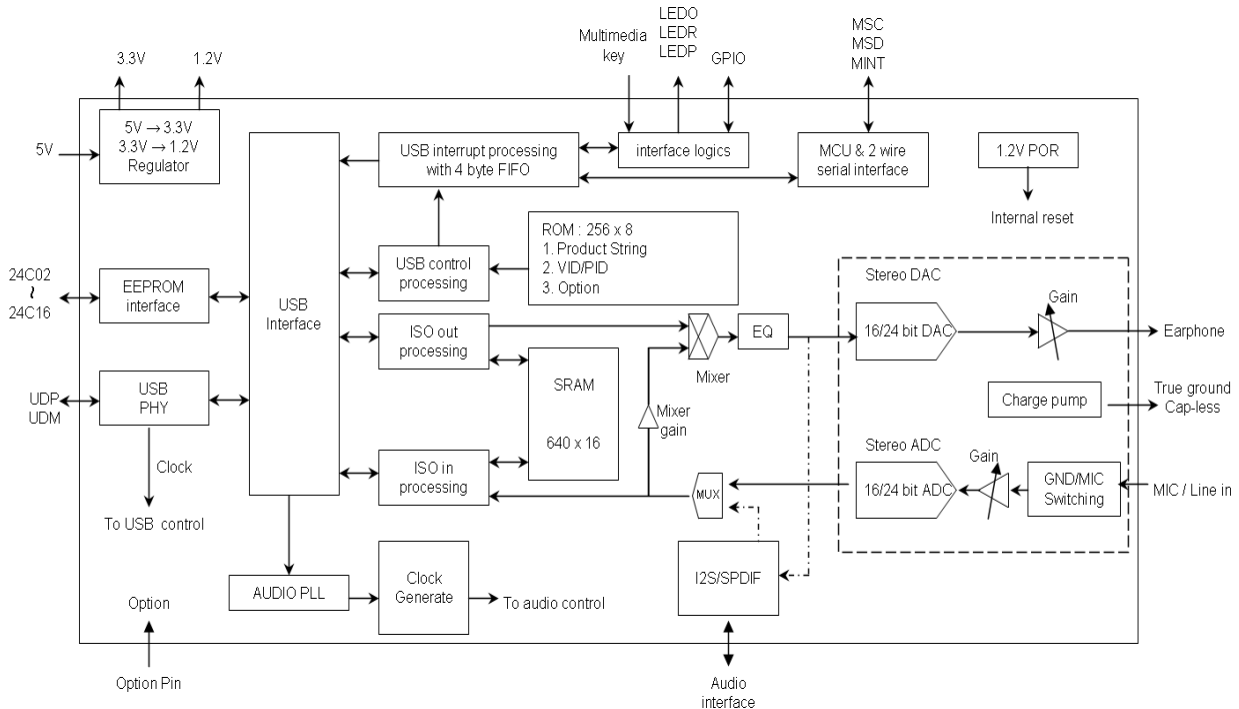 LEDO
LEDR
LEDP
MSC
MSD
MINT
Multimedia
key
GPIO
3.3V
1.2V
5V → 3.3V
3.3V → 1.2V
Regulator
5V
USB interrupt processing
with 4 byte FIFO
interface logics
MCU & 2 wire
serial interface
1.2V POR
Internal reset
ROM : 256 x 8
1. Product String
2. VID/PID
3. Option
USB control
processing
24C02
~
24C16
EEPROM
interface
USB
Interface
ISO out
processing
Mixer
EQ
Stereo DAC
16/24 bit DAC
Gain
Earphone
SRAM
640 x 16
Mixer
gain
Charge pump
True ground
Cap-less
UDP
UDM
USB
PHY
Clock
To USB control
ISO in
processing
MUX
Stereo ADC
16/24 bit ADC
Gain
GND/MIC
Switching
MIC / Line in
I2S/SPDIF
AUDIO PLL
Clock
Generate
To audio control
Option
Option Pin
Audio
interface